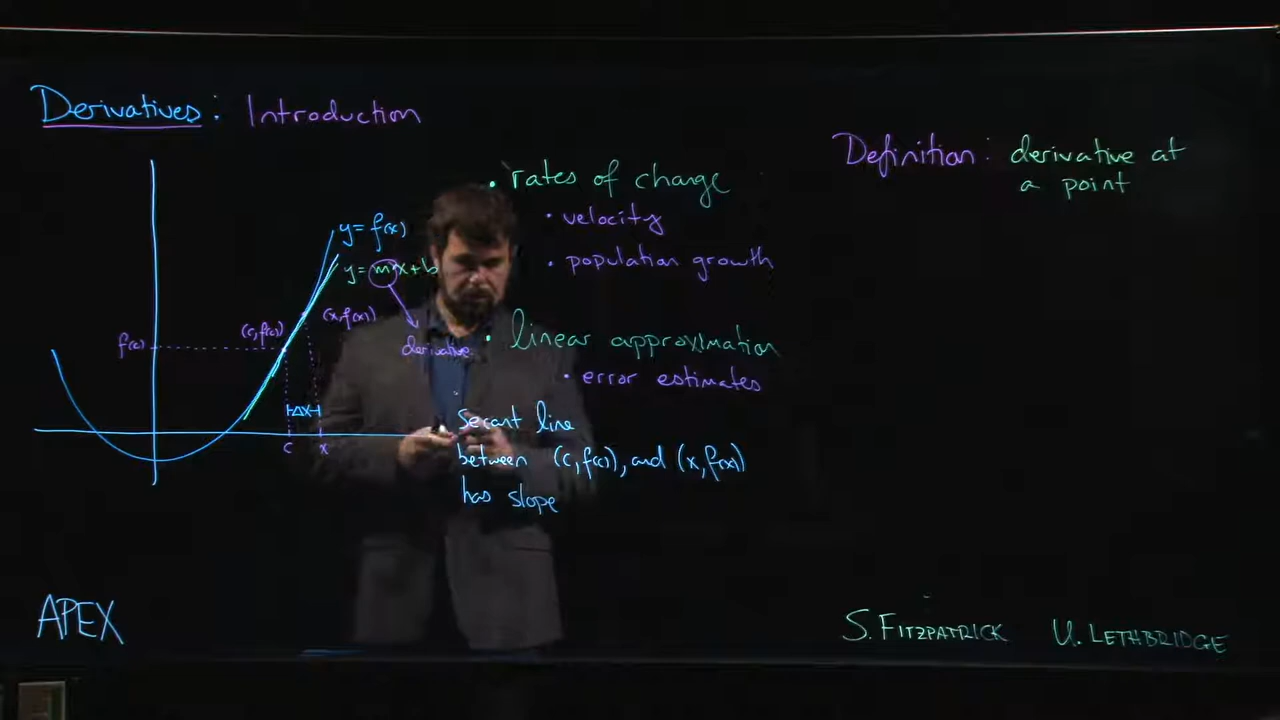 Derivatives: Introduction
y = f(x)
y = mx + b
(x, f(x))
(c, f(c))
f(c)
derivative
Δx
c
x
• rates of change
• velocity
• population growth
• linear approximation
• error estimates
Secant line
between (c, f(c)), and (x, f(x))
has slope
Definition: derivative at
a point
APEX
S. FITZPATRICK U. LETHBRIDGE